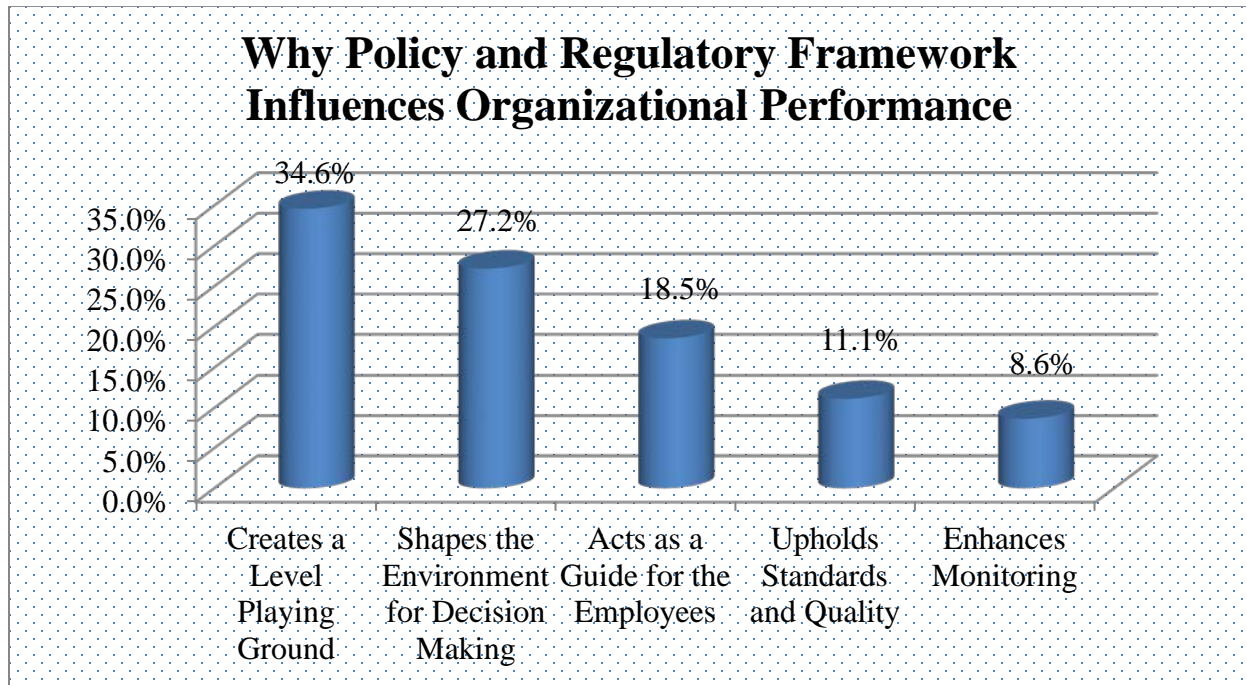 Why Policy and Regulatory Framework
Influences Organizational Performance
34.6%
27.2%
18.5%
11.1%
8.6%
35.0%
30.0%
25.0%
20.0%
15.0%
10.0%
5.0%
0.0%
Creates a
Level
Playing
Ground
Shapes the
Environment
for Decision
Making
Acts as a
Guide for the
Employees
Upholds
Standards
and Quality
Enhances
Monitoring